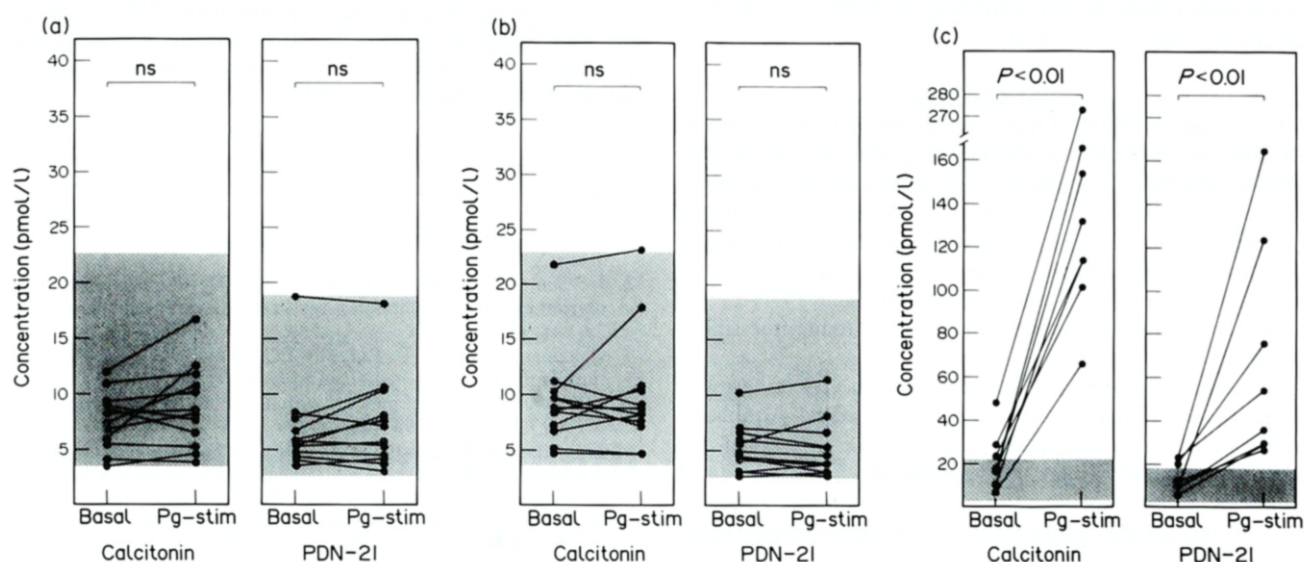 (a)
Concentration (pmol/l)
40
35
30
25
20
15
10
5
ns
ns
Basal Pg-stim
Basal Pg-stim
Calcitonin
PDN-21
(b)
Concentration (pmol/l)
40
35
30
25
20
15
10
5
ns
ns
Basal Pg-stim
Basal Pg-stim
Calcitonin
PDN-21
(c)
Concentration (pmol/l)
280
270
160
140
120
100
80
60
40
20
P<0.01
P<0.01
Basal Pg-stim
Basal Pg-stim
Calcitonin
PDN-21